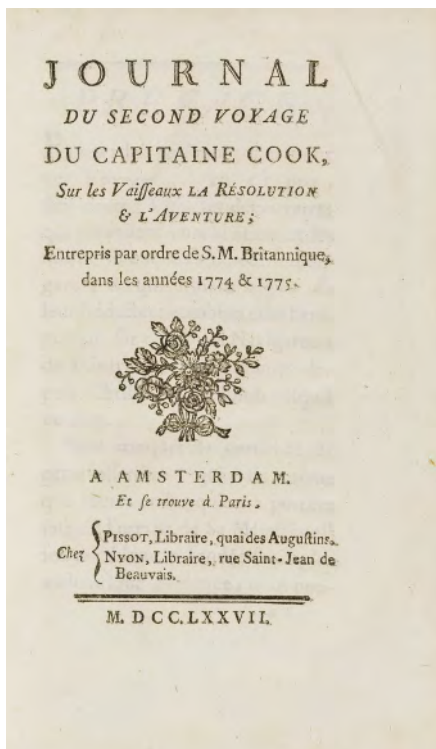 JOURNAL
DU SECOND VOYAGE
DU CAPITAINE COOK,
Sur les Vaiſſeaux LA RÉSOLUTION
& L'AVENTURE;
Entrepris par ordre de S. M. Britannique,
dans les années 1774 & 1775.
A AMSTERDAM.
Et ſe trouve à Paris,
Chez
PISSOT, Libraire, quai des Auguſtins.
NYON, Libraire, rue Saint-Jean de
Beauvais.
M. DCC. LXXVII.